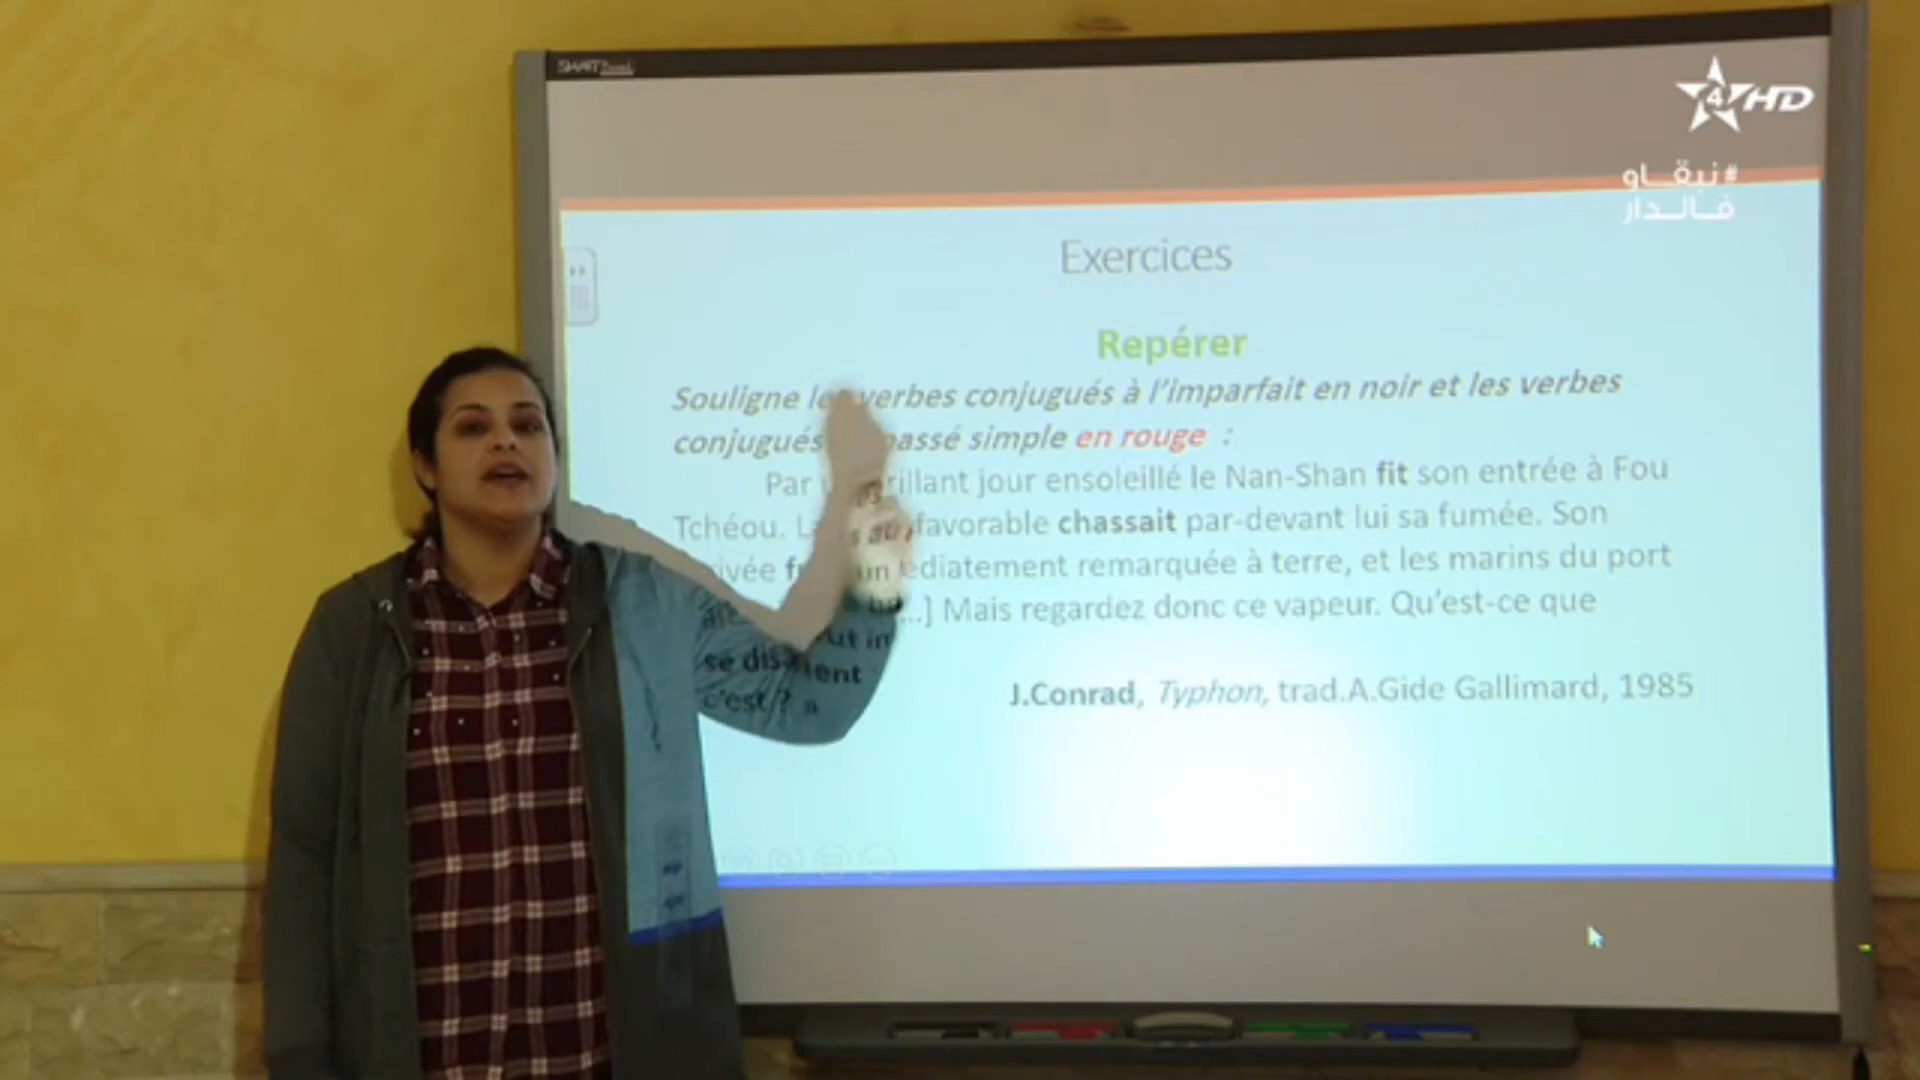 SMART Board
4 HD
#نبقاو
فالدار
Exercices
Repérer
Souligne les verbes conjugués à l'imparfait en noir et les verbes
conjugués passé simple en rouge :
Par brillant jour ensoleillé le Nan-Shan fit son entrée à Fou
Tchéou. favorable chassait par-devant lui sa fumée. Son
remarquée à terre, et les marins du port
se disaient ...] Mais regardez donc ce vapeur. Qu'est-ce que
c'est ? »
J.Conrad, Typhon, trad.A.Gide Gallimard, 1985